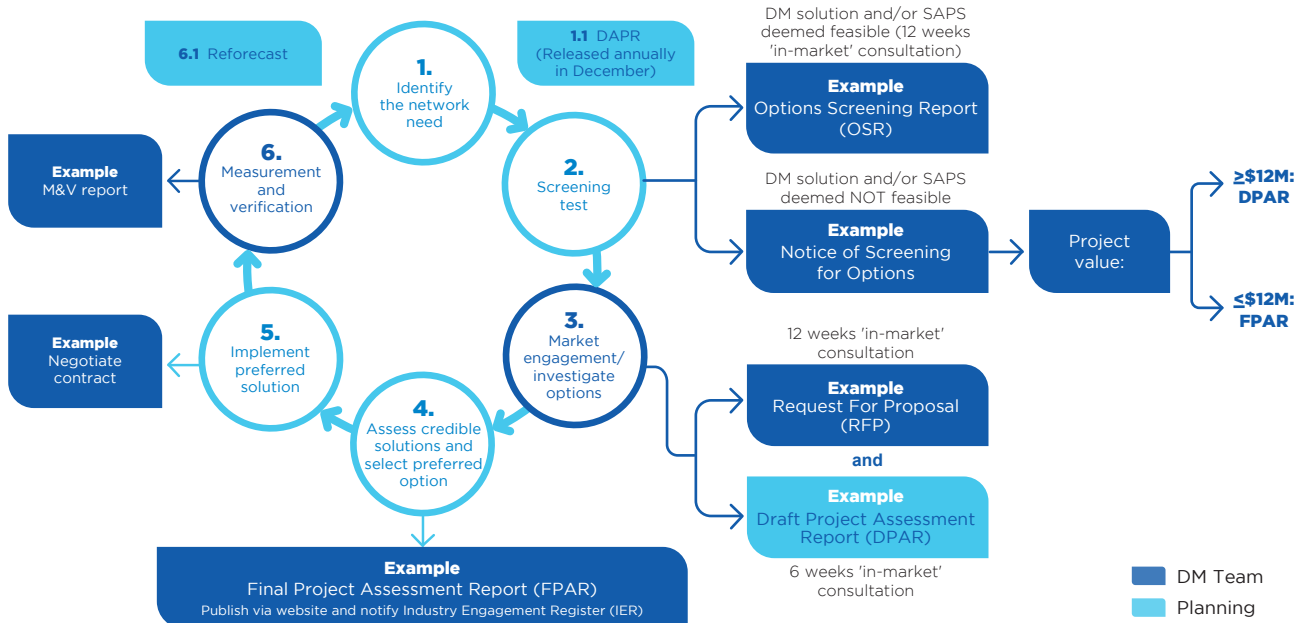 6.1 Reforecast
1.1 DAPR
(Released annually
in December)
1.
Identify
the network
need
2.
Screening
test
3.
Market
engagement/
investigate
options
4.
Assess credible
solutions and
select preferred
option
5.
Implement
preferred
solution
6.
Measurement
and
verification
Example
M&V report
Example
Negotiate
contract
Example
Final Project Assessment Report (FPAR)
Publish via website and notify Industry Engagement Register (IER)
DM solution and/or SAPS
deemed feasible (12 weeks
'in-market' consultation)
Example
Options Screening Report
(OSR)
DM solution and/or SAPS
deemed NOT feasible
Example
Notice of Screening
for Options
Project
value:
≥$12M:
DPAR
≤$12M:
FPAR
12 weeks 'in-market'
consultation
Example
Request For Proposal
(RFP)
and
Example
Draft Project Assessment
Report (DPAR)
6 weeks 'in-market'
consultation
DM Team
Planning